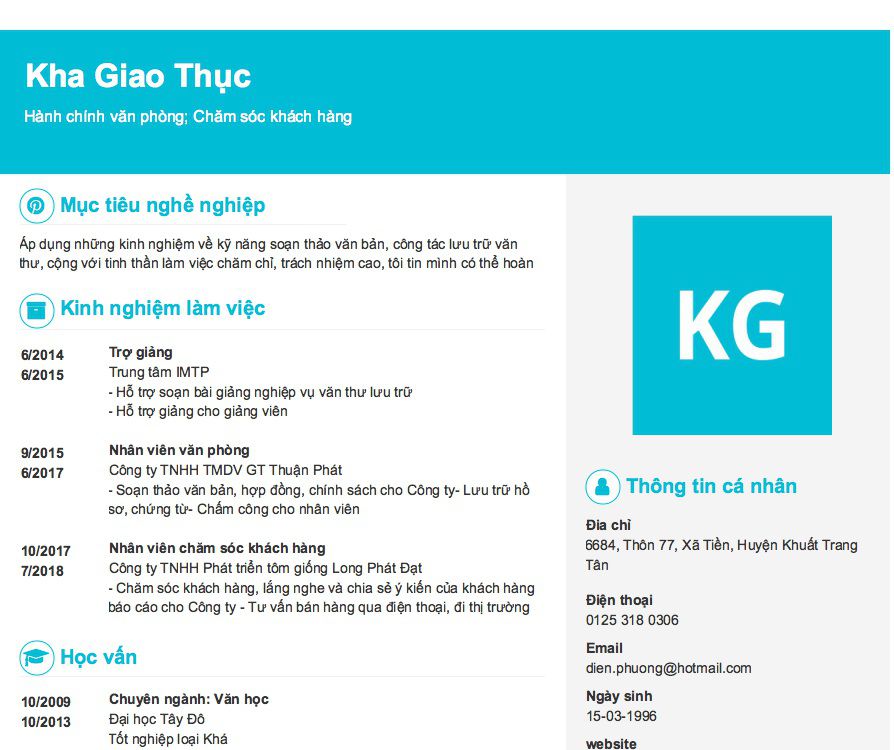 Kha Giao Thục
Hành chính văn phòng; Chăm sóc khách hàng
Mục tiêu nghề nghiệp
Áp dụng những kinh nghiệm về kỹ năng soạn thảo văn bản, công tác lưu trữ văn
thư, cộng với tinh thần làm việc chăm chỉ, trách nhiệm cao, tôi tin mình có thể hoàn
Kinh nghiệm làm việc
6/2014
6/2015
Trợ giảng
Trung tâm IMTP
- Hỗ trợ soạn bài giảng nghiệp vụ văn thư lưu trữ
- Hỗ trợ giảng cho giảng viên
9/2015
6/2017
Nhân viên văn phòng
Công ty TNHH TMDV GT Thuận Phát
- Soạn thảo văn bản, hợp đồng, chính sách cho Công ty- Lưu trữ hồ
sơ, chứng từ- Chấm công cho nhân viên
10/2017
7/2018
Nhân viên chăm sóc khách hàng
Công ty TNHH Phát triển tôm giống Long Phát Đạt
- Chăm sóc khách hàng, lắng nghe và chia sẻ ý kiến của khách hàng
báo cáo cho Công ty - Tư vấn bán hàng qua điện thoại, đi thị trường
Học vấn
10/2009
10/2013
Chuyên ngành: Văn học
Đại học Tây Đô
Tốt nghiệp loại Khá
KG
Thông tin cá nhân
Địa chỉ
6684, Thôn 77, Xã Tiền, Huyện Khuất Trang
Tân
Điện thoại
0125 318 0306
Email
dien.phuong@hotmail.com
Ngày sinh
15-03-1996
website